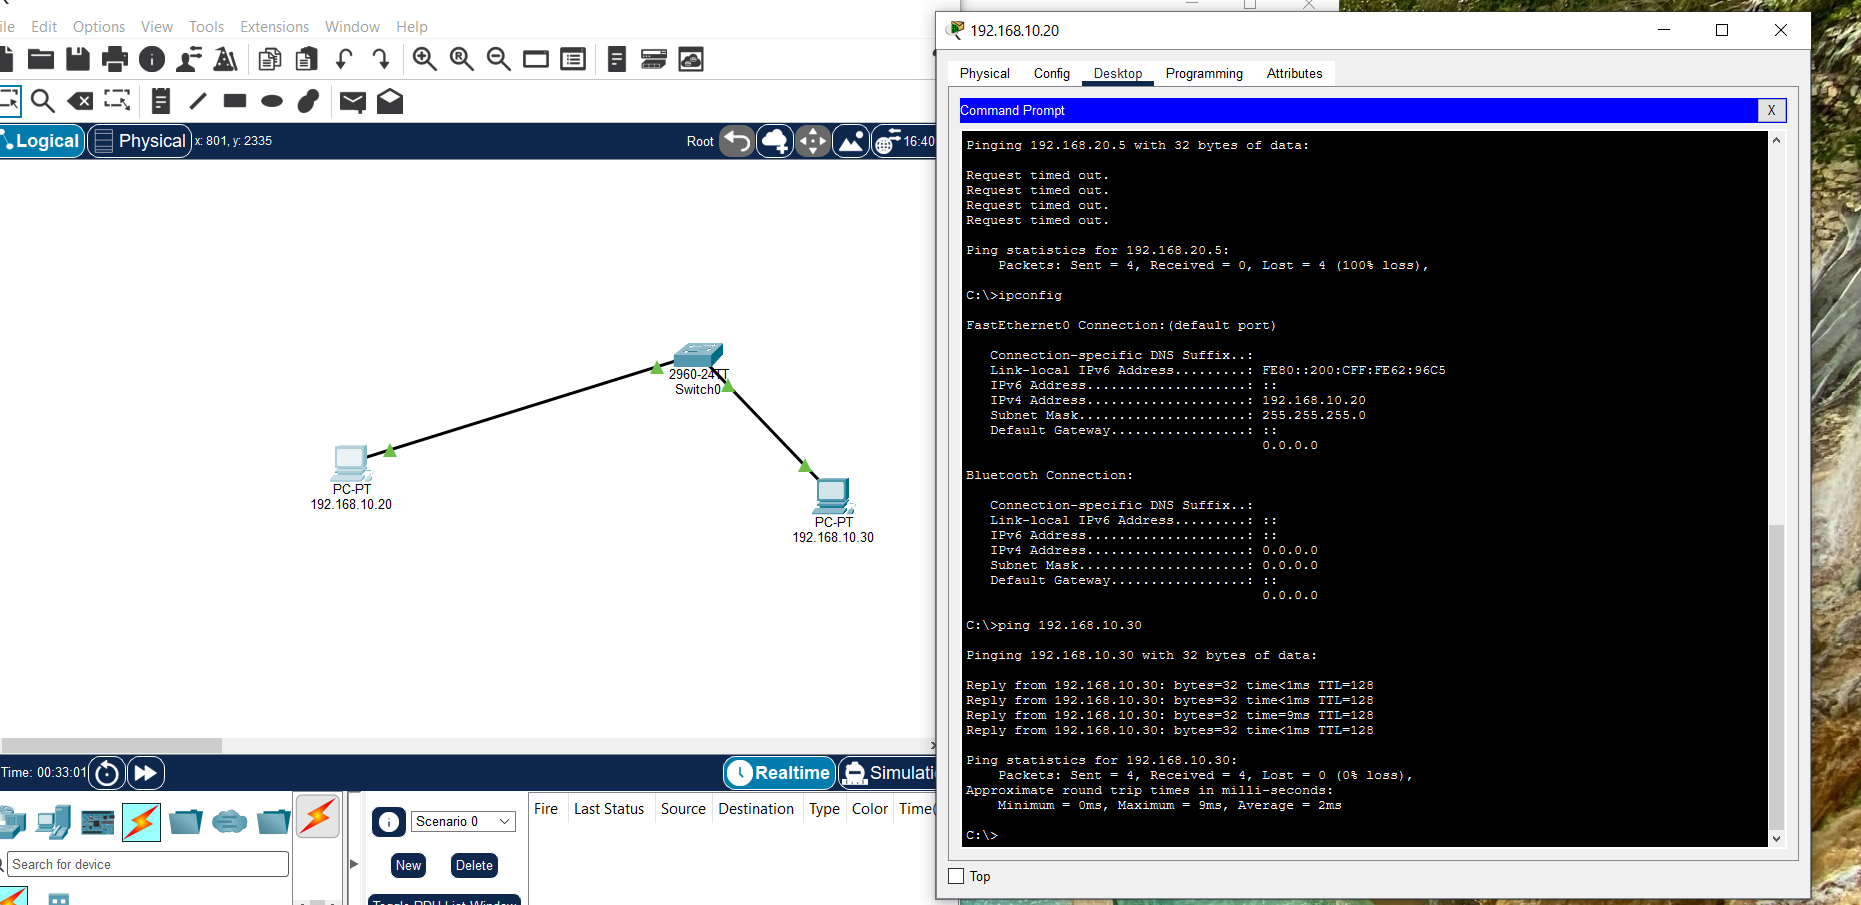 Edit Options View Tools Extensions Window Help
Logical
Physical
x: 801, y: 2335
Root
16:40
2960-24TT
Switch0
PC-PT
192.168.10.20
PC-PT
192.168.10.30
Time: 00:33:01
Realtime
Scenario 0
Fire Last Status Source Destination Type Color
New
Delete
Search for device
192.168.10.20
Physical Config Desktop Programming Attributes
Command Prompt
X
Pinging 192.168.20.5 with 32 bytes of data:
Request timed out.
Request timed out.
Request timed out.
Request timed out.
Ping statistics for 192.168.20.5:
Packets: Sent = 4, Received = 0, Lost = 4 (100% loss),
C:\>ipconfig
FastEthernet0 Connection:(default port)
Connection-specific DNS Suffix..:
Link-local IPv6 Address.........: FE80::200:CFF:FE62:96C5
IPv6 Address....................: ::
IPv4 Address....................: 192.168.10.20
Subnet Mask.....................: 255.255.255.0
Default Gateway.................: ::
0.0.0.0
Bluetooth Connection:
Connection-specific DNS Suffix..:
Link-local IPv6 Address.........: ::
IPv6 Address....................: ::
IPv4 Address....................: 0.0.0.0
Subnet Mask.....................: 0.0.0.0
Default Gateway.................: ::
0.0.0.0
C:\>ping 192.168.10.30
Pinging 192.168.10.30 with 32 bytes of data:
Reply from 192.168.10.30: bytes=32 time<1ms TTL=128
Reply from 192.168.10.30: bytes=32 time<1ms TTL=128
Reply from 192.168.10.30: bytes=32 time=9ms TTL=128
Reply from 192.168.10.30: bytes=32 time<1ms TTL=128
Ping statistics for 192.168.10.30:
Packets: Sent = 4, Received = 4, Lost = 0 (0% loss),
Approximate round trip times in milli-seconds:
Minimum = 0ms, Maximum = 9ms, Average = 2ms
C:\>
Top